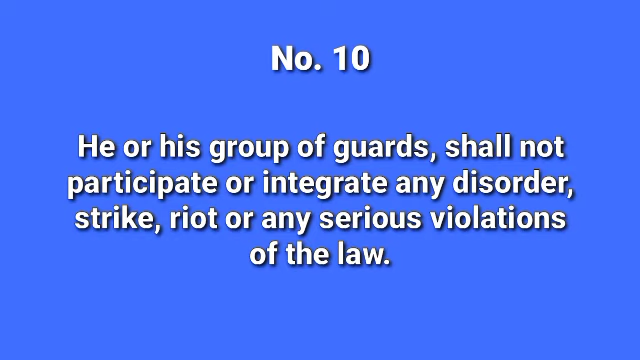 No. 10
He or his group of guards, shall not
participate or integrate any disorder,
strike, riot or any serious violations
of the law.